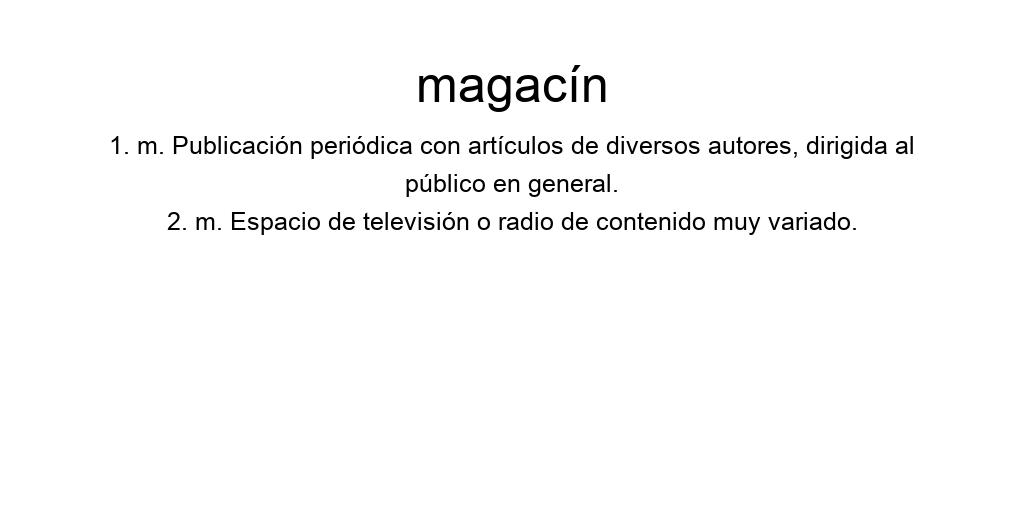 magacín
1. m. Publicación periódica con artículos de diversos autores, dirigida al
público en general.
2. m. Espacio de televisión o radio de contenido muy variado.